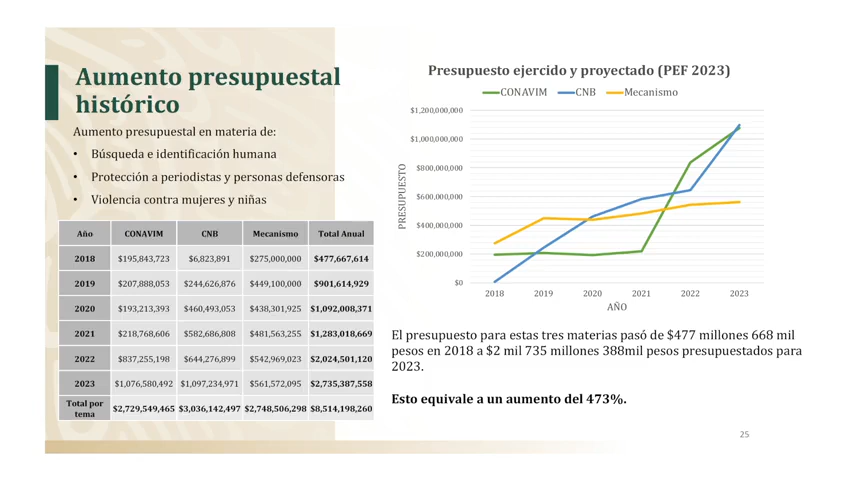 Aumento presupuestal
histórico
Aumento presupuestal en materia de:
• Búsqueda e identificación humana
• Protección a periodistas y personas defensoras
• Violencia contra mujeres y niñas
Año CONAVIM CNB Mecanismo Total Anual
2018 $195,843,723 $6,823,891 $275,000,000 $477,667,614
2019 $207,888,053 $244,626,876 $449,100,000 $901,614,929
2020 $193,213,393 $460,493,053 $438,301,925 $1,092,008,371
2021 $218,768,606 $582,686,808 $481,563,255 $1,283,018,669
2022 $837,255,198 $644,276,899 $542,969,023 $2,024,501,120
2023 $1,076,580,492 $1,097,234,971 $561,572,095 $2,735,387,558
Total por
tema $2,729,549,465 $3,036,142,497 $2,748,506,298 $8,514,198,260
Presupuesto ejercido y proyectado (PEF 2023)
CONAVIM CNB Mecanismo
PRESUPUESTO
$1,200,000,000
$1,000,000,000
$800,000,000
$600,000,000
$400,000,000
$200,000,000
$0
2018 2019 2020 2021 2022 2023
AÑO
El presupuesto para estas tres materias pasó de $477 millones 668 mil
pesos en 2018 a $2 mil 735 millones 388mil pesos presupuestados para
2023.
Esto equivale a un aumento del 473%.
25